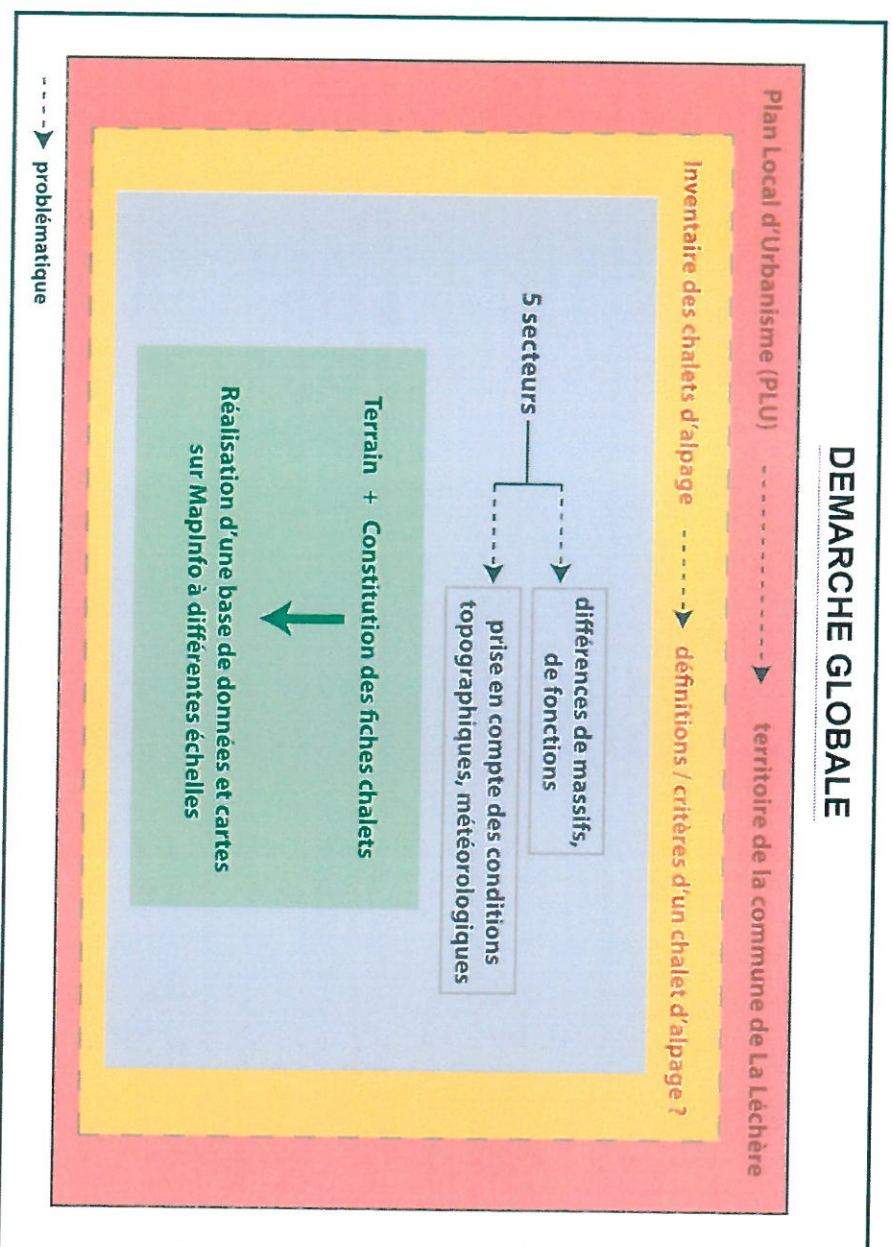 DEMARCHE GLOBALE
Plan Local d'Urbanisme (PLU) territoire de la commune de La Léchère
Inventaire des chalets d'alpage définitions / critères d'un chalet d'alpage ?
5 secteurs
différences de massifs,
de fonctions
prise en compte des conditions
topographiques, météorologiques
Terrain + Constitution des fiches chalets
Réalisation d'une base de données et cartes
sur MapInfo à différentes échelles
problématique